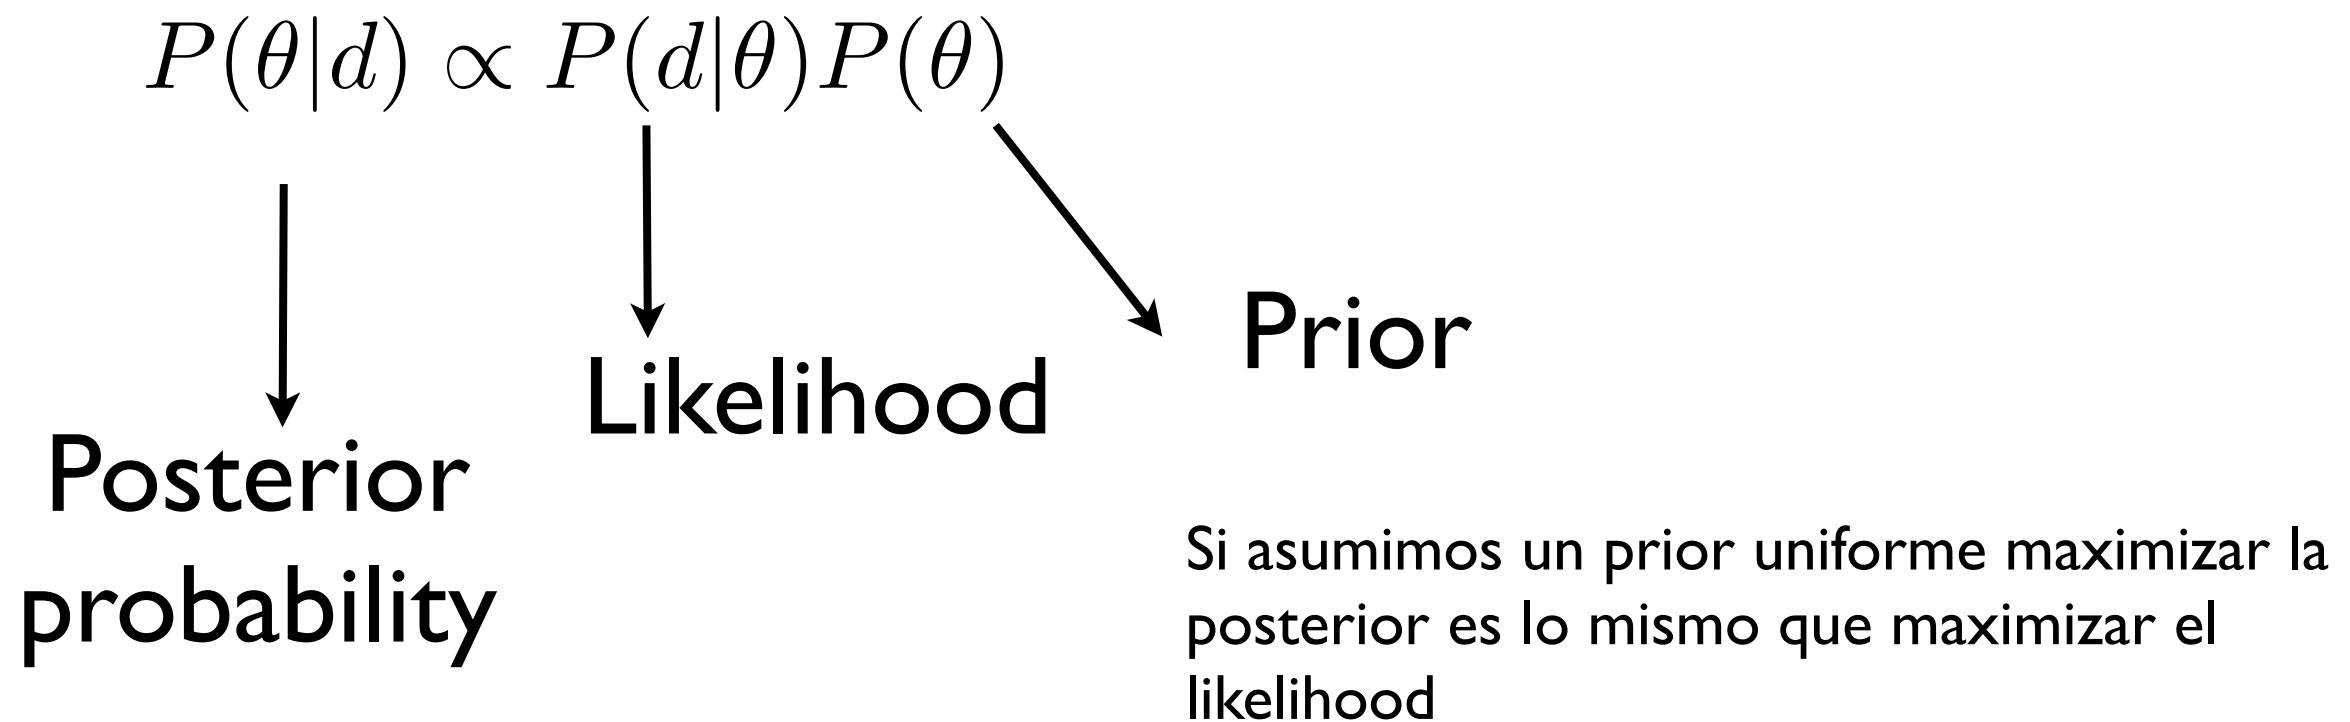 P(θ|d) ∝ P(d|θ)P(θ)
Posterior
probability
Likelihood
Prior
Si asumimos un prior uniforme maximizar la
posterior es lo mismo que maximizar el
likelihood